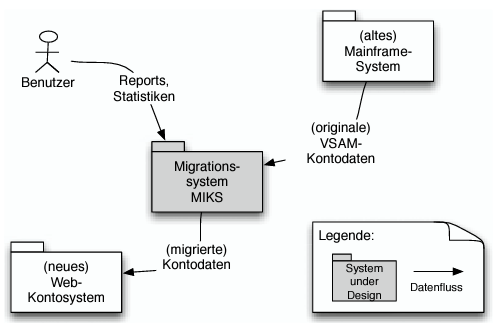 (altes)
Mainframe-
System
Benutzer
Reports,
Statistiken
(originale)
VSAM-
Kontodaten
Migrations-
system
MIKS
(migrierte)
Kontodaten
(neues)
Web-
Kontosystem
Legende:
System
under
Design
Datenfluss